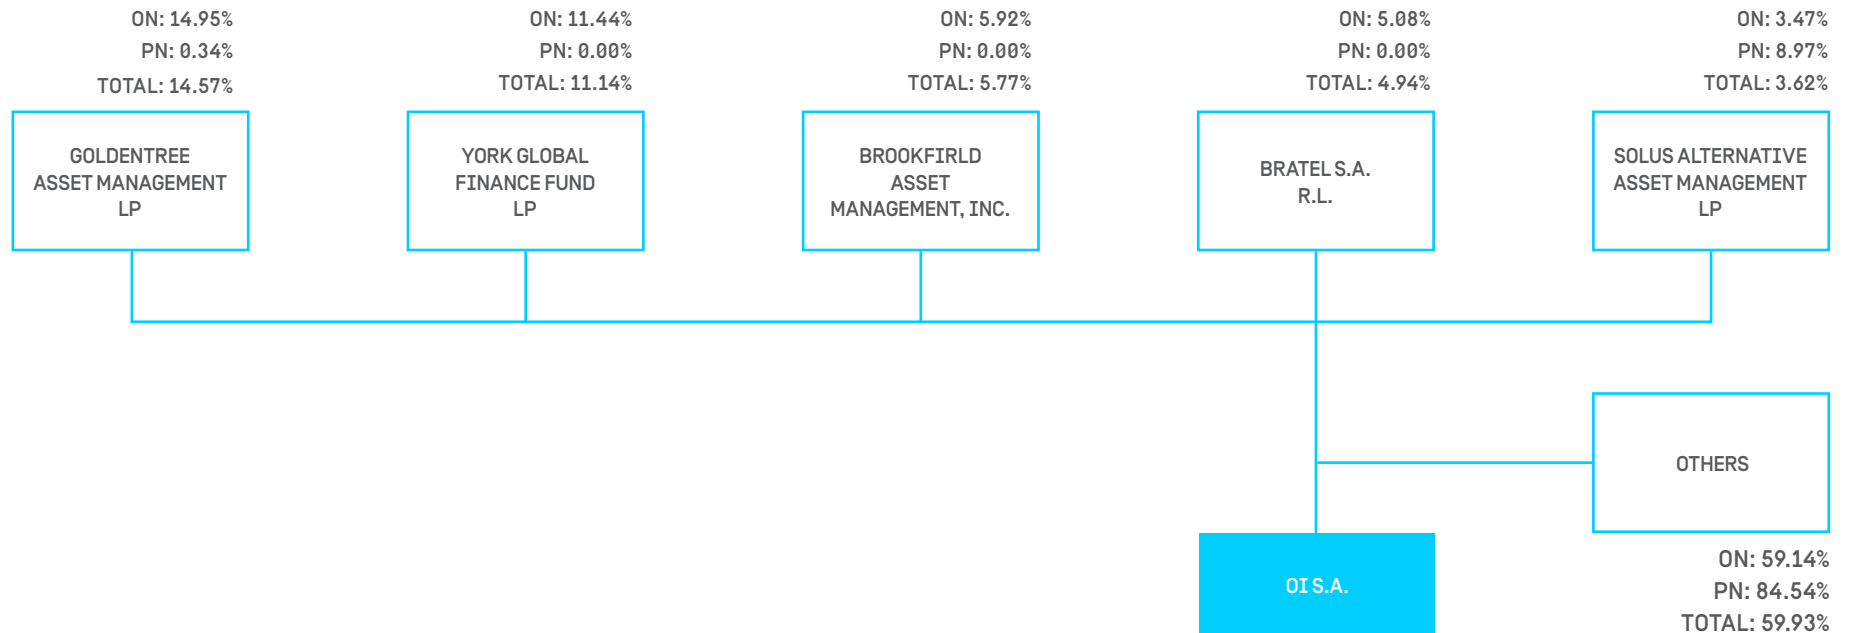 ON: 14.95%
PN: 0.34%
TOTAL: 14.57%
GOLDENTREE
ASSET MANAGEMENT
LP
ON: 11.44%
PN: 0.00%
TOTAL: 11.14%
YORK GLOBAL
FINANCE FUND
LP
ON: 5.92%
PN: 0.00%
TOTAL: 5.77%
BROOKFIRLD
ASSET
MANAGEMENT, INC.
ON: 5.08%
PN: 0.00%
TOTAL: 4.94%
BRATEL S.A.
R.L.
ON: 3.47%
PN: 8.97%
TOTAL: 3.62%
SOLUS ALTERNATIVE
ASSET MANAGEMENT
LP
OTHERS
ON: 59.14%
PN: 84.54%
TOTAL: 59.93%
OI S.A.